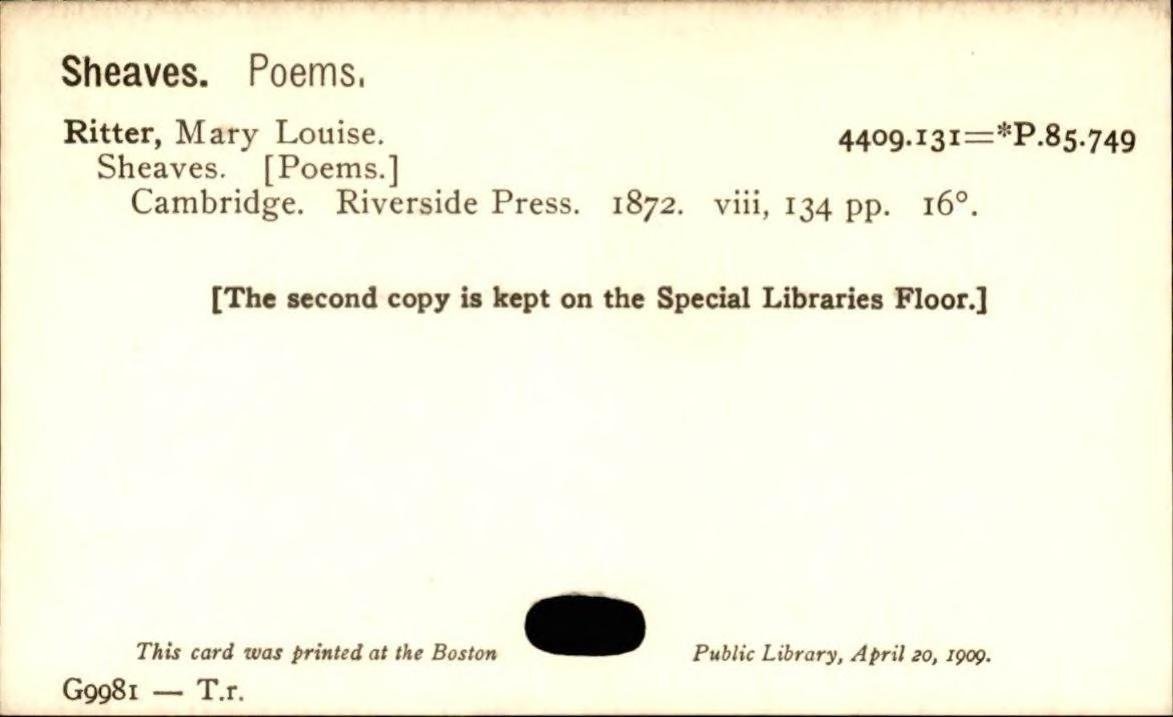 Sheaves. Poems.
Ritter, Mary Louise. 4409.131=*P.85.749
Sheaves. [Poems.]
Cambridge. Riverside Press. 1872. viii, 134 pp. 16°.
[The second copy is kept on the Special Libraries Floor.]
This card was printed at the Boston Public Library, April 20, 1909.
G9981 — T.r.